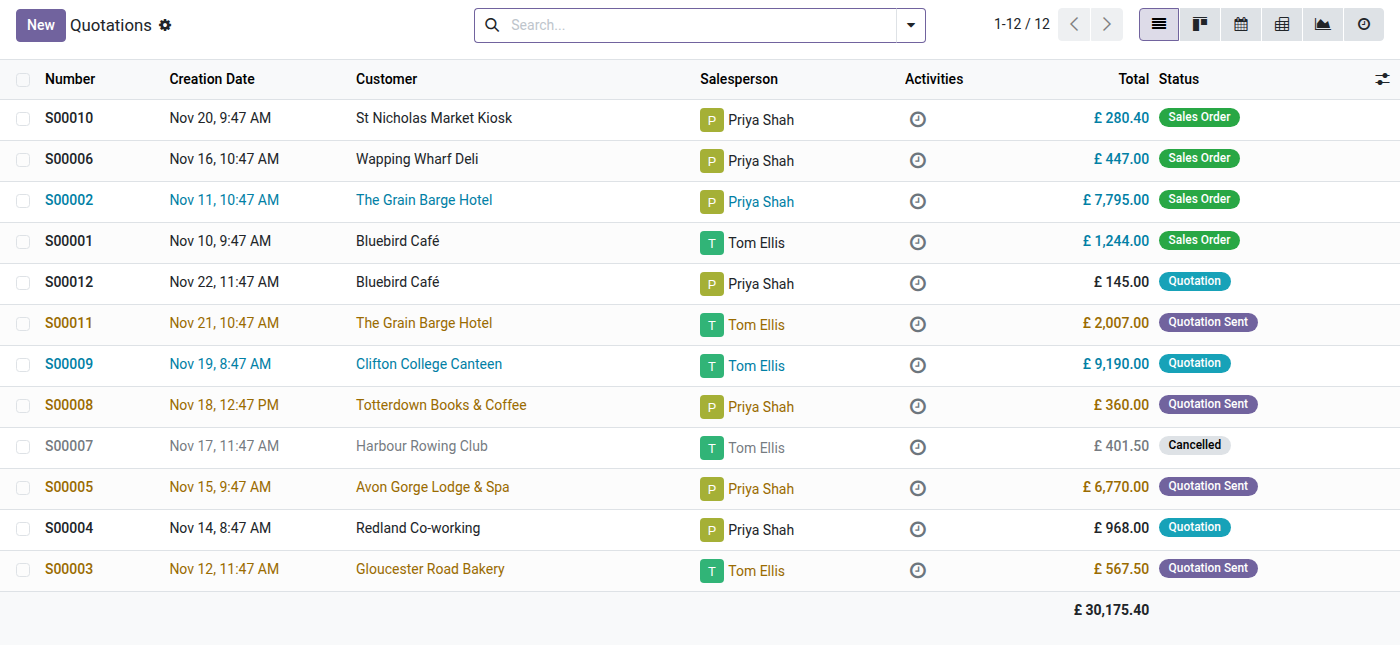 New Quotations Search... 1-12 / 12
Number Creation Date Customer Salesperson Activities Total Status
S00010 Nov 20, 9:47 AM St Nicholas Market Kiosk P Priya Shah £ 280.40 Sales Order
S00006 Nov 16, 10:47 AM Wapping Wharf Deli P Priya Shah £ 447.00 Sales Order
S00002 Nov 11, 10:47 AM The Grain Barge Hotel P Priya Shah £ 7,795.00 Sales Order
S00001 Nov 10, 9:47 AM Bluebird Café T Tom Ellis £ 1,244.00 Sales Order
S00012 Nov 22, 11:47 AM Bluebird Café P Priya Shah £ 145.00 Quotation
S00011 Nov 21, 10:47 AM The Grain Barge Hotel T Tom Ellis £ 2,007.00 Quotation Sent
S00009 Nov 19, 8:47 AM Clifton College Canteen T Tom Ellis £ 9,190.00 Quotation
S00008 Nov 18, 12:47 PM Totterdown Books & Coffee P Priya Shah £ 360.00 Quotation Sent
S00007 Nov 17, 11:47 AM Harbour Rowing Club T Tom Ellis £ 401.50 Cancelled
S00005 Nov 15, 9:47 AM Avon Gorge Lodge & Spa P Priya Shah £ 6,770.00 Quotation Sent
S00004 Nov 14, 8:47 AM Redland Co-working P Priya Shah £ 968.00 Quotation
S00003 Nov 12, 11:47 AM Gloucester Road Bakery T Tom Ellis £ 567.50 Quotation Sent
£ 30,175.40